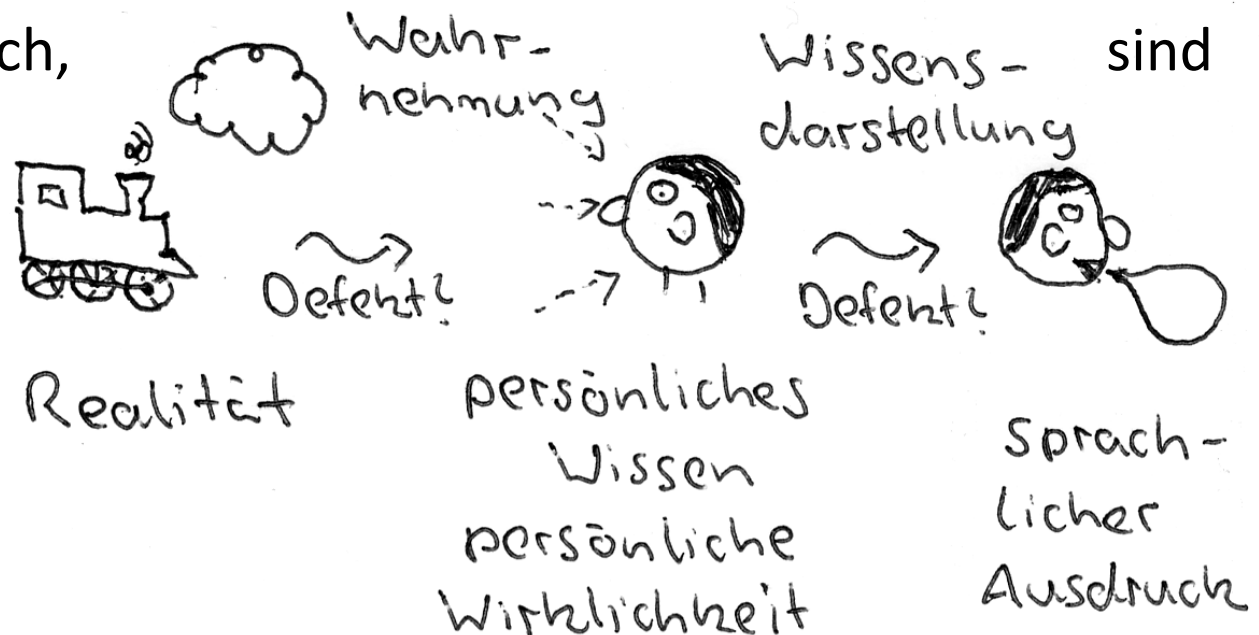 ch,
sind
Wahr-
nehmung
Wissens-
darstellung
Defekt?
Defekt?
Realität
persönliches
Wissen
persönliche
Wirklichkeit
sprach-
licher
Ausdruck